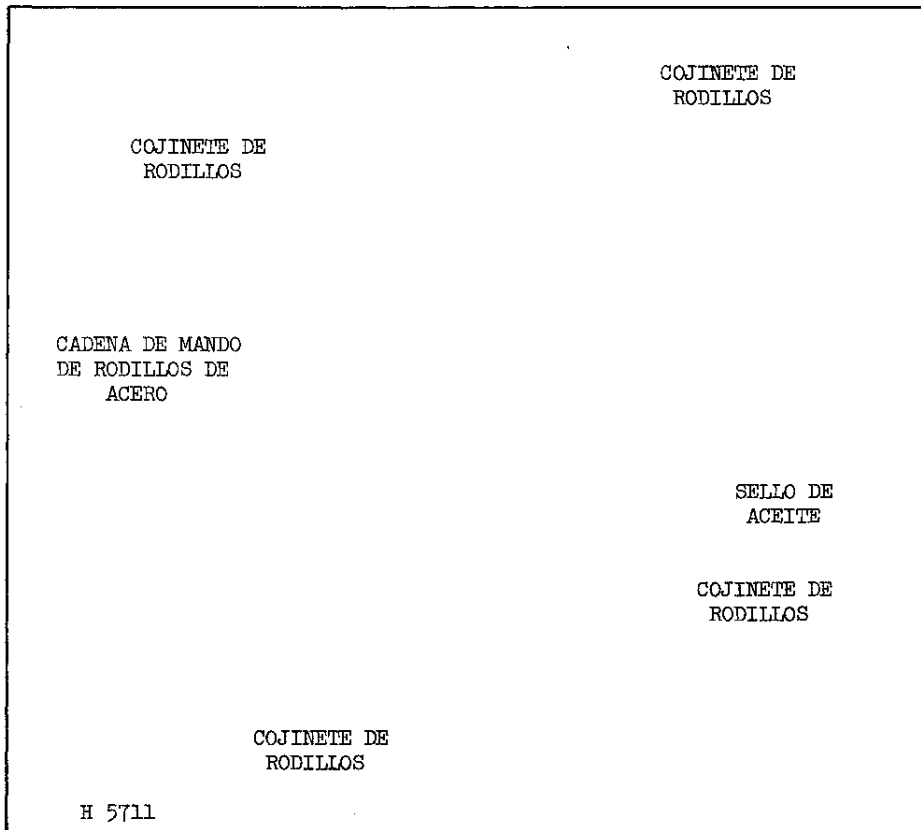 COJINETE DE
RODILLOS
COJINETE DE
RODILLOS
CADENA DE MANDO
DE RODILLOS DE
ACERO
SELLO DE
ACEITE
COJINETE DE
RODILLOS
COJINETE DE
RODILLOS
H 5711